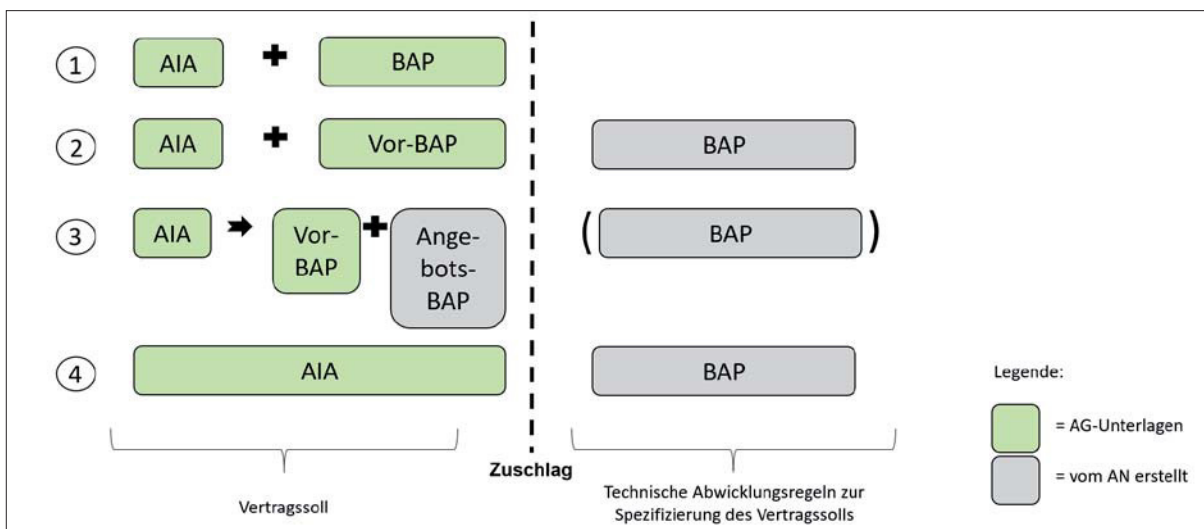 1 AIA + BAP
2 AIA + Vor-BAP BAP
3 AIA Vor- + Ange- ( BAP )
BAP bots-
BAP
4 AIA BAP
Legende:
= AG-Unterlagen
= vom AN erstellt
Zuschlag
Vertragssoll
Technische Abwicklungsregeln zur
Spezifizierung des Vertragssolls